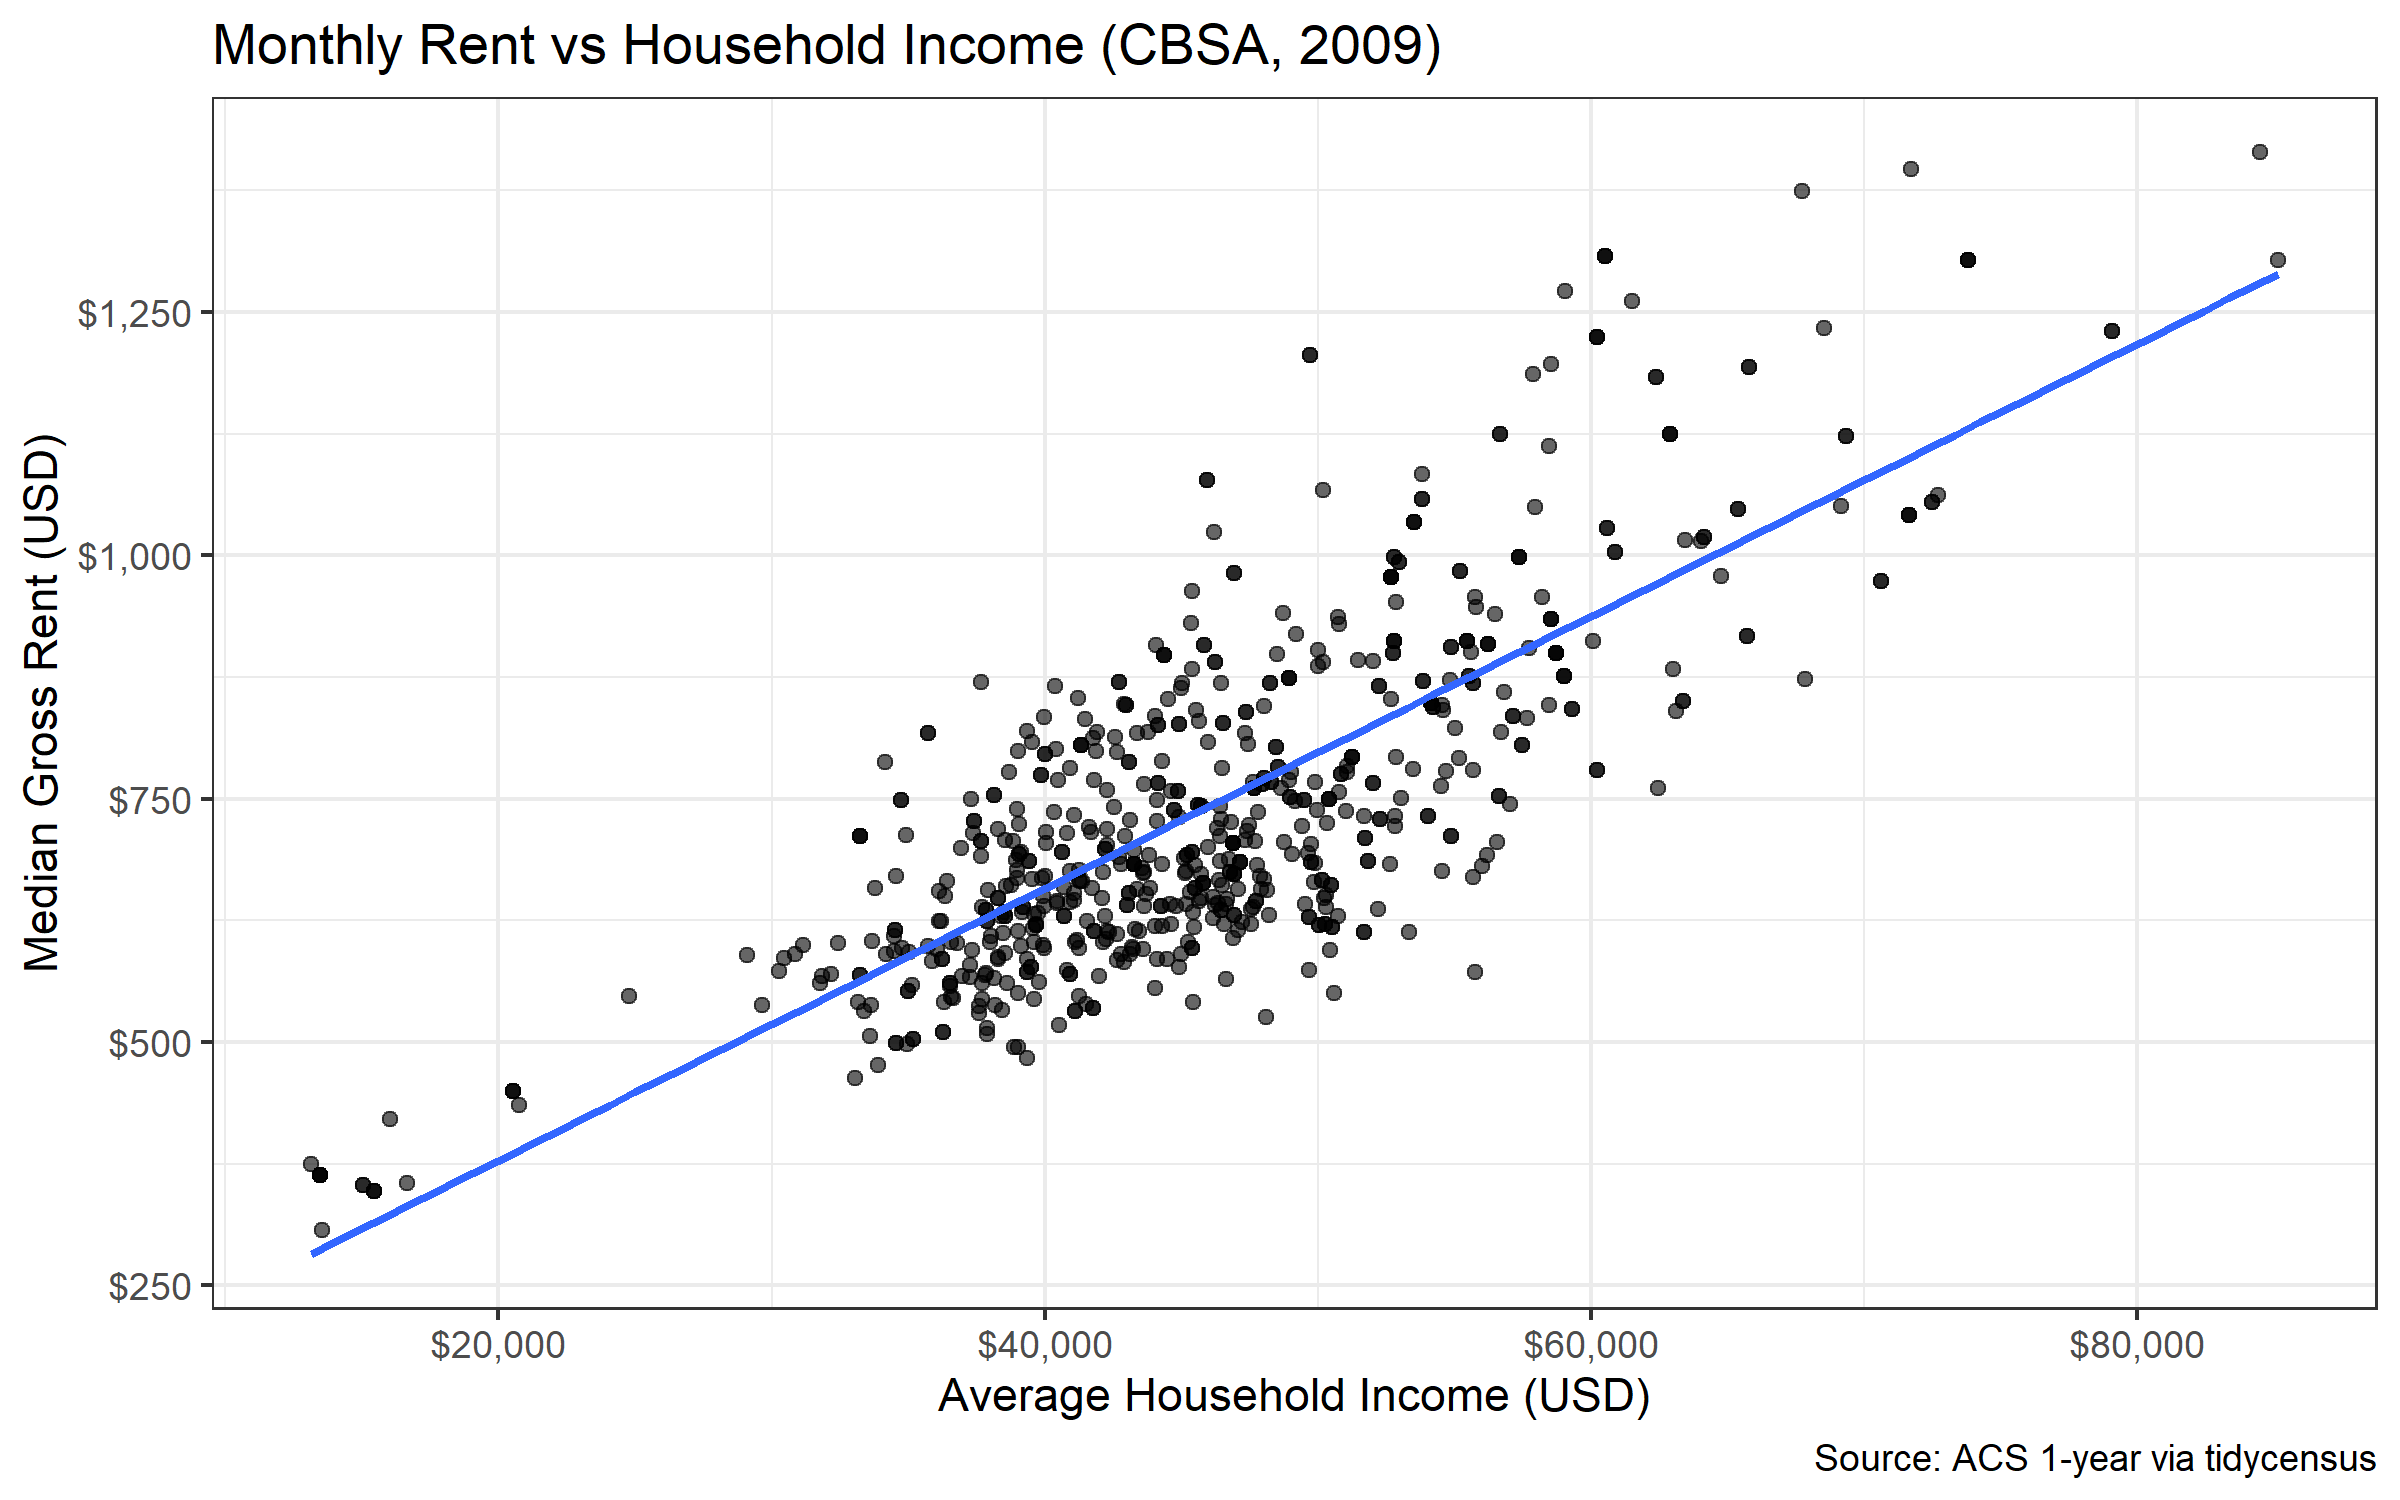 Monthly Rent vs Household Income (CBSA, 2009)
Median Gross Rent (USD)
$1,250
$1,000
$750
$500
$250
$20,000 $40,000 $60,000 $80,000
Average Household Income (USD)
Source: ACS 1-year via tidycensus